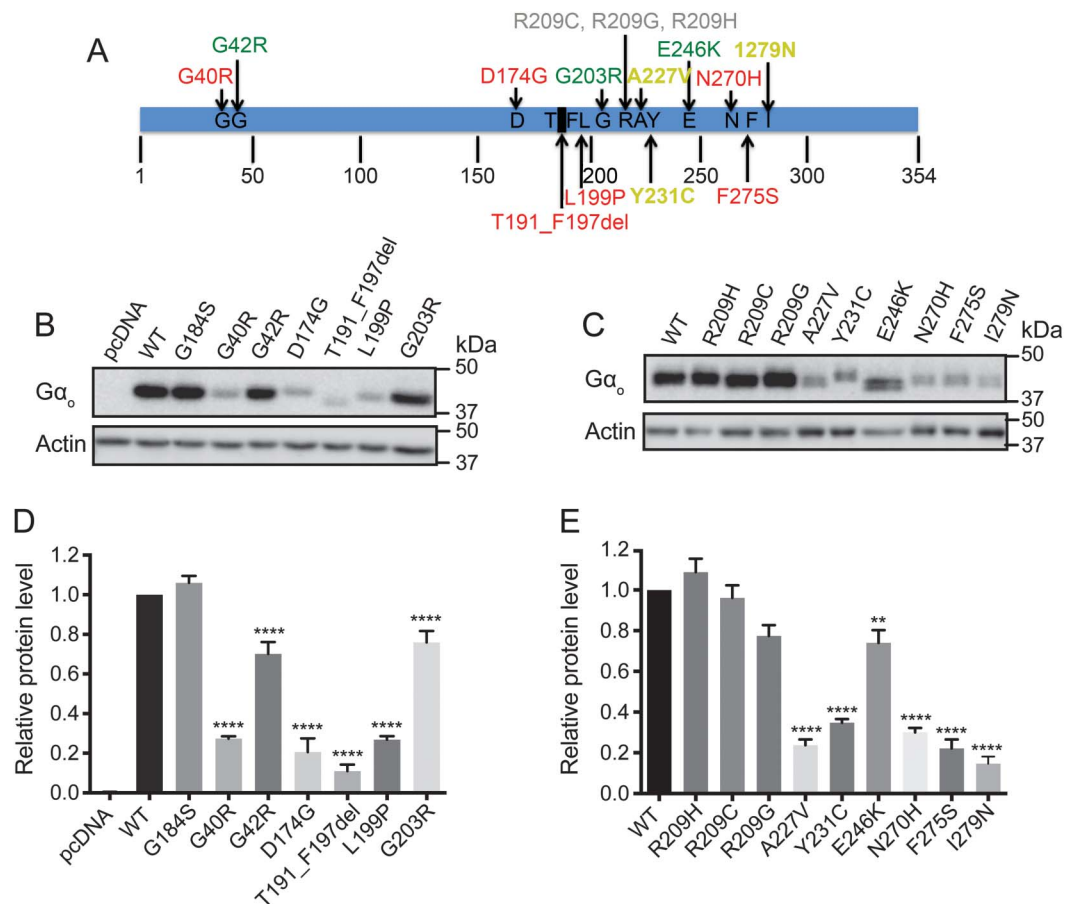 A
R209C, R209G, R209H
G42R E246K 1279N
G40R D174G G203R A227V N270H
GG D T FL G RAY E N F I
1 50 100 150 200 250 300 354
L199P Y231C F275S
T191_F197del
B
pcDNA WT G184S G40R G42R D174G T191_F197del L199P G203R
kDa
Gαo 50
37
Actin 50
37
C
WT R209H R209C R209G A227V Y231C E246K N270H F275S I279N
kDa
Gαo 50
37
Actin 50
37
D
Relative protein level
1.2
1.0
0.8
0.6
0.4
0.2
0.0
**** **** **** **** **** ****
pcDNA WT G184S G40R G42R D174G T191_F197del L199P G203R
E
Relative protein level
1.2
1.0
0.8
0.6
0.4
0.2
0.0
**** **** ** **** **** ****
WT R209H R209C R209G A227V Y231C E246K N270H F275S I279N